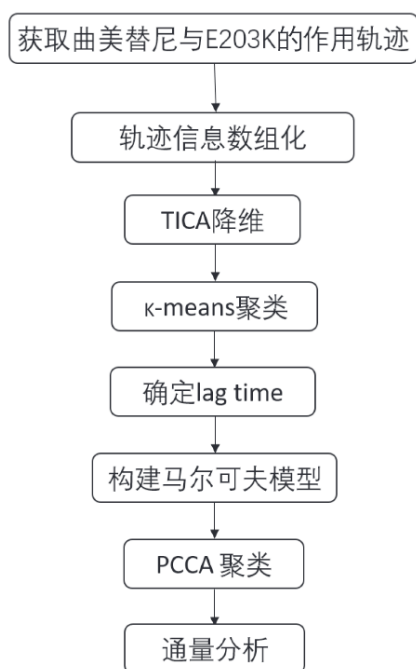 获取曲美替尼与E203K的作用轨迹
轨迹信息数组化
TICA降维
K-means聚类
确定lag time
构建马尔可夫模型
PCCA 聚类
通量分析